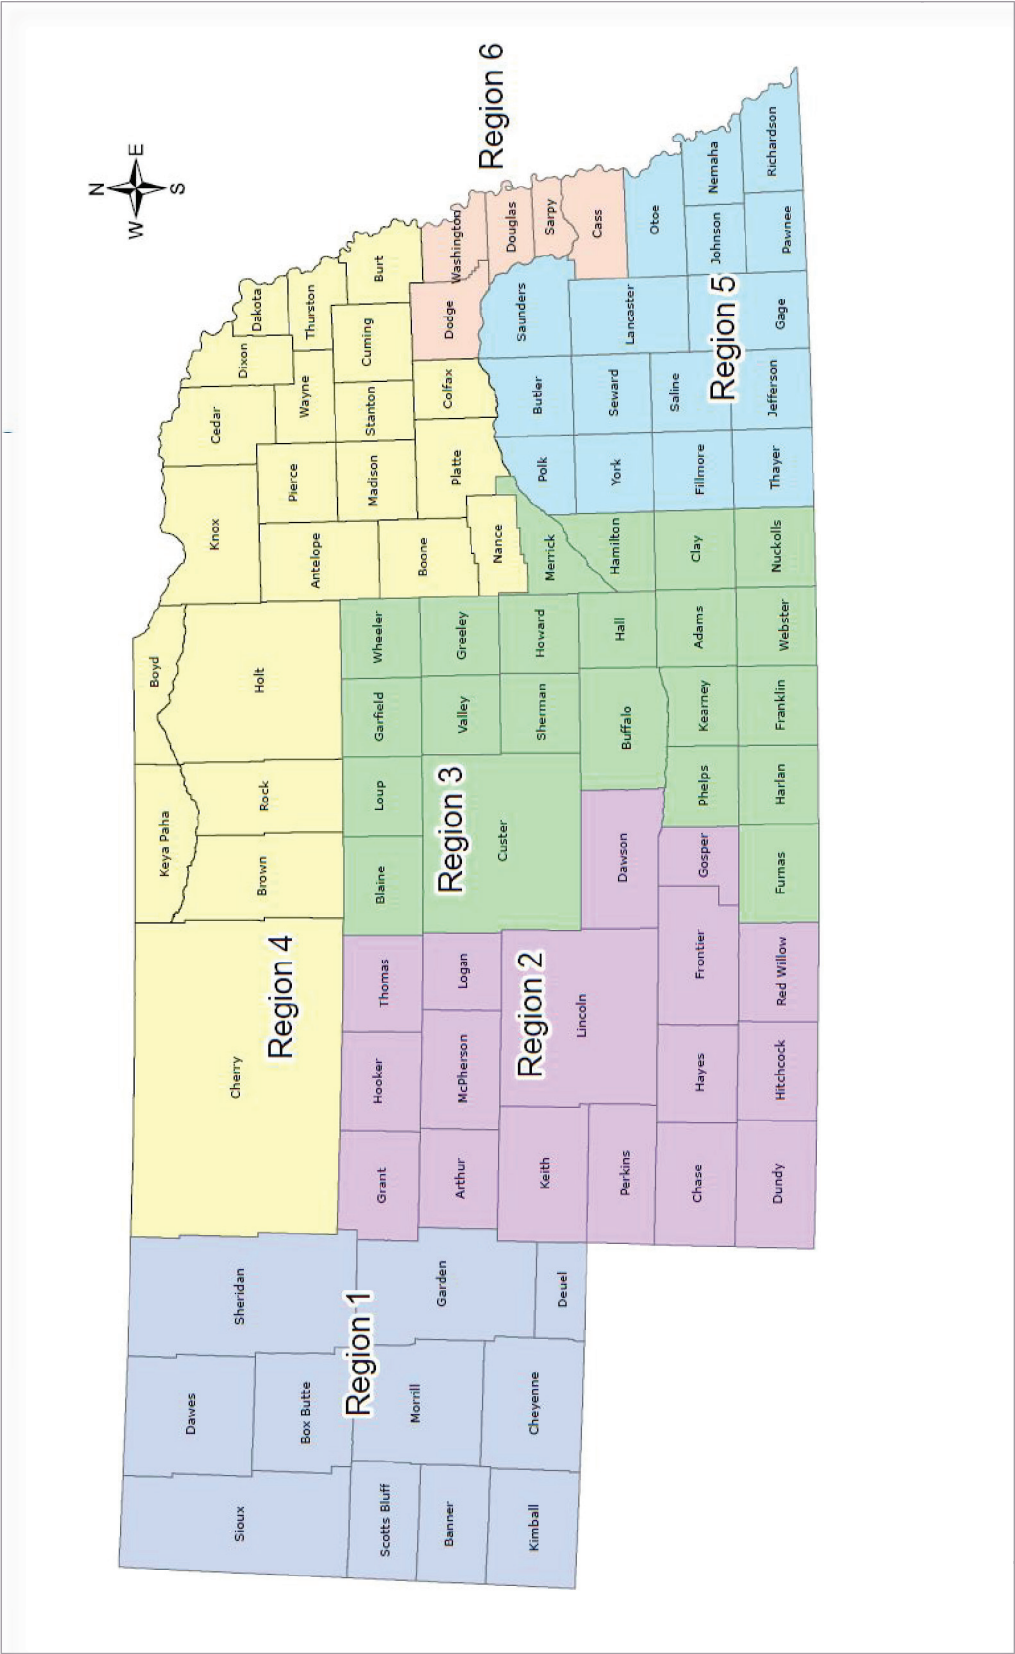 N
W E
S
Region 6
Region 5
Region 4
Region 3
Region 2
Region 1
Sioux
Dawes
Sheridan
Box Butte
Scotts Bluff
Banner
Morrill
Garden
Kimball
Cheyenne
Deuel
Cherry
Keya Paha
Boyd
Brown
Rock
Holt
Knox
Cedar
Dixon
Dakota
Antelope
Pierce
Wayne
Thurston
Boone
Madison
Stanton
Cuming
Burt
Nance
Platte
Colfax
Dodge
Washington
Douglas
Sarpy
Cass
Grant
Hooker
Thomas
Arthur
McPherson
Logan
Keith
Lincoln
Perkins
Dawson
Chase
Hayes
Frontier
Gosper
Dundy
Hitchcock
Red Willow
Blaine
Loup
Garfield
Wheeler
Custer
Valley
Greeley
Sherman
Howard
Merrick
Buffalo
Hall
Hamilton
Phelps
Kearney
Adams
Clay
Furnas
Harlan
Franklin
Webster
Nuckolls
Polk
Butler
Saunders
York
Seward
Lancaster
Otoe
Fillmore
Saline
Johnson
Nemaha
Thayer
Jefferson
Gage
Pawnee
Richardson